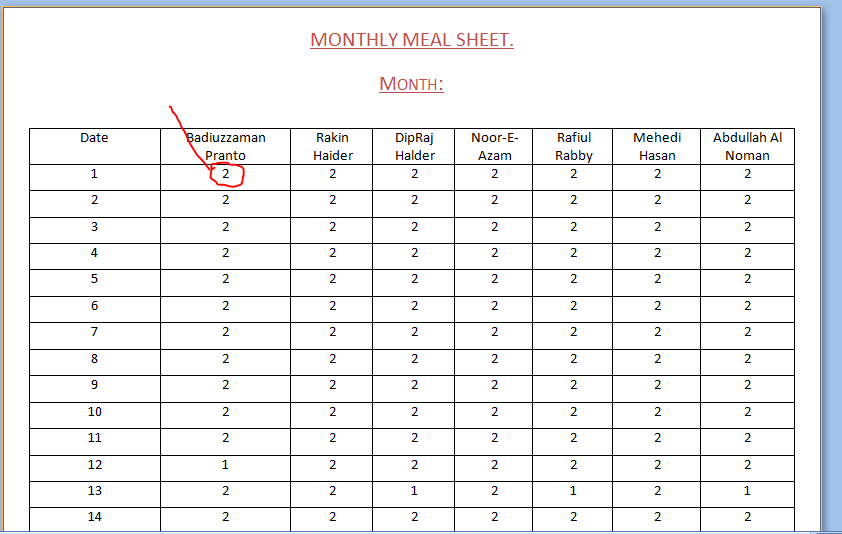 MONTHLY MEAL SHEET.
MONTH:
Date Badiuzzaman Pranto Rakin Haider DipRaj Halder Noor-E-Azam Rafiul Rabby Mehedi Hasan Abdullah Al Noman
1 2 2 2 2 2 2 2
2 2 2 2 2 2 2 2
3 2 2 2 2 2 2 2
4 2 2 2 2 2 2 2
5 2 2 2 2 2 2 2
6 2 2 2 2 2 2 2
7 2 2 2 2 2 2 2
8 2 2 2 2 2 2 2
9 2 2 2 2 2 2 2
10 2 2 2 2 2 2 2
11 2 2 2 2 2 2 2
12 1 2 2 2 2 2 2
13 2 2 1 2 1 2 1
14 2 2 2 2 2 2 2